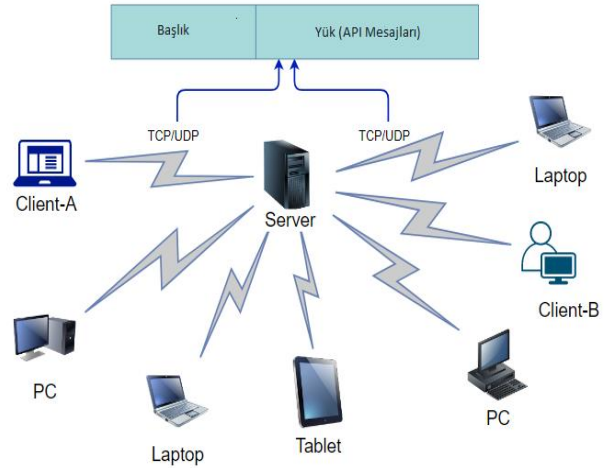 Başlık
Yük (API Mesajları)
TCP/UDP
TCP/UDP
Laptop
Client-A
Server
Client-B
PC
PC
Laptop
Tablet